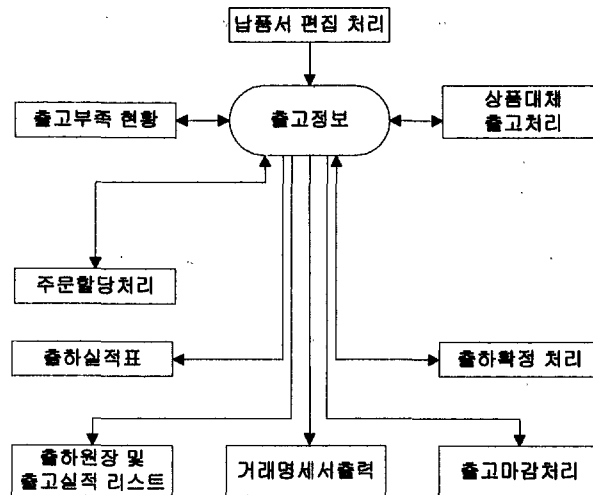 납품서 편집 처리
출고부족 현황
출고정보
상품대체
출고처리
주문할당처리
출하실적표
출하확정 처리
출하원장 및
출고실적 리스트
거래명세서출력
출고마감처리